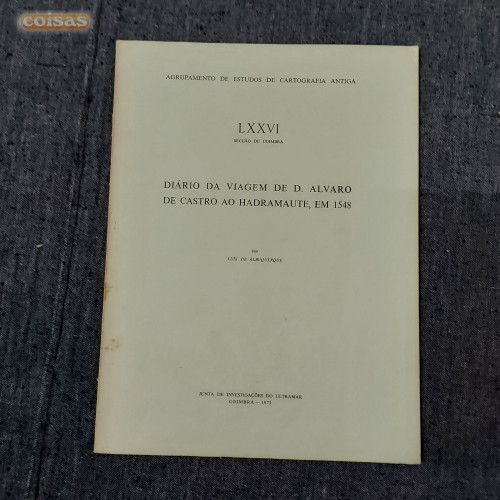 coisas
AGRUPAMENTO DE ESTUDOS DE CARTOGRAFIA ANTIGA
LXXVI
SECÇÃO DE COIMBRA
DIÁRIO DA VIAGEM DE D. ALVARO
DE CASTRO AO HADRAMAUTE, EM 1548
POR
LUÍS DE ALBUQUERQUE
JUNTA DE INVESTIGAÇÕES DO ULTRAMAR
COIMBRA — 1972